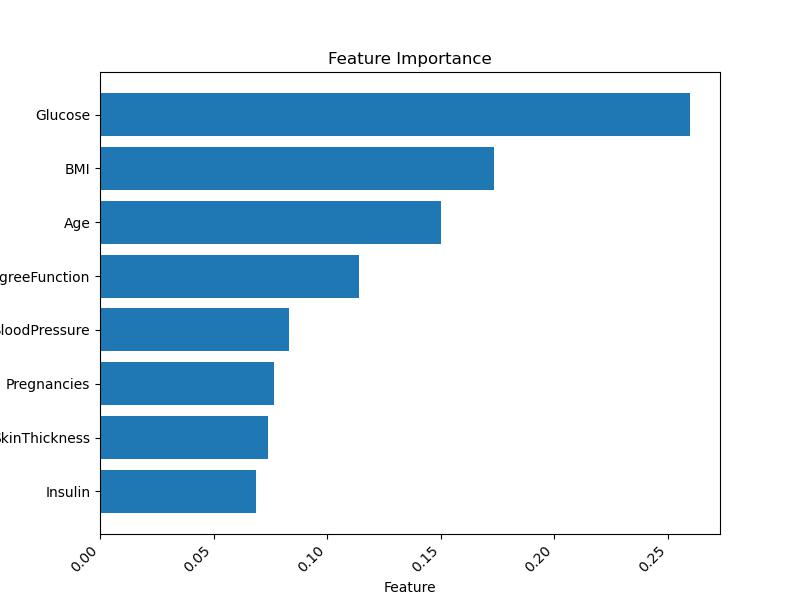 Feature Importance
Glucose
BMI
Age
greeFunction
loodPressure
Pregnancies
kinThickness
Insulin
0.00 0.05 0.10 0.15 0.20 0.25
Feature